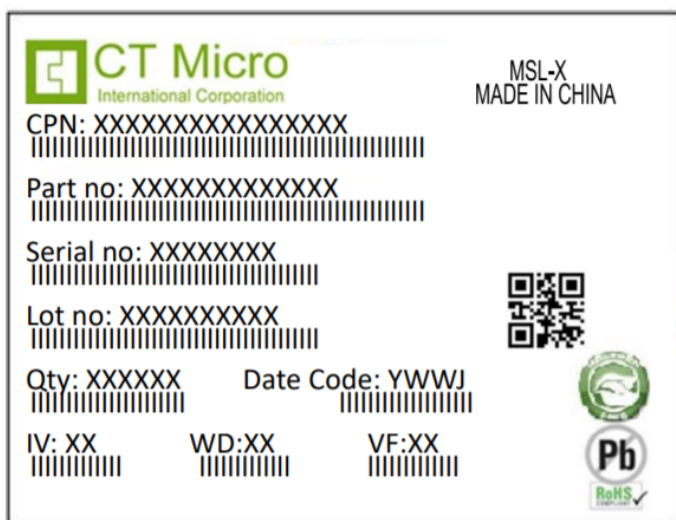 CT Micro
International Corporation
MSL-X
MADE IN CHINA
CPN: XXXXXXXXXXXXXXXX
Part no: XXXXXXXXXXXXX
Serial no: XXXXXXXX
Lot no: XXXXXXXXXX
Qty: XXXXXX Date Code: YWWJ
IV: XX WD:XX VF:XX
Pb
RoHS